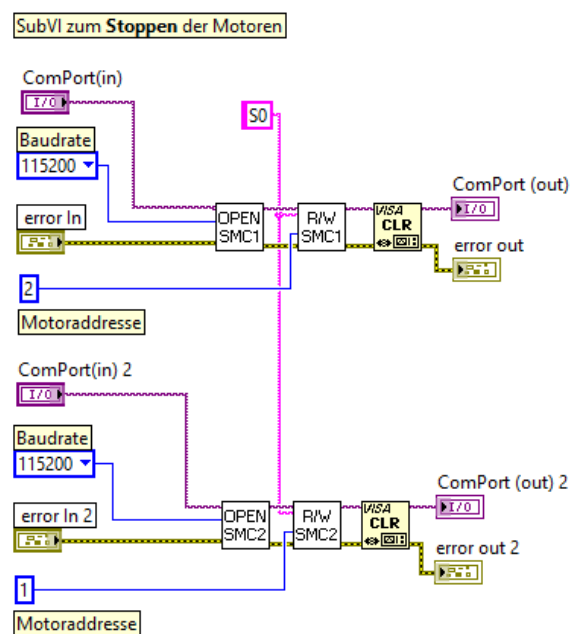 SubVI zum Stoppen der Motoren
ComPort(in)
I/O
S0
Baudrate
115200
ComPort (out)
I/O
error In
OPEN
SMC1
R/W
SMC1
VISA
CLR
error out
2
Motoraddresse
ComPort(in) 2
I/O
Baudrate
115200
ComPort (out) 2
I/O
error In 2
OPEN
SMC2
R/W
SMC2
VISA
CLR
error out 2
1
Motoraddresse